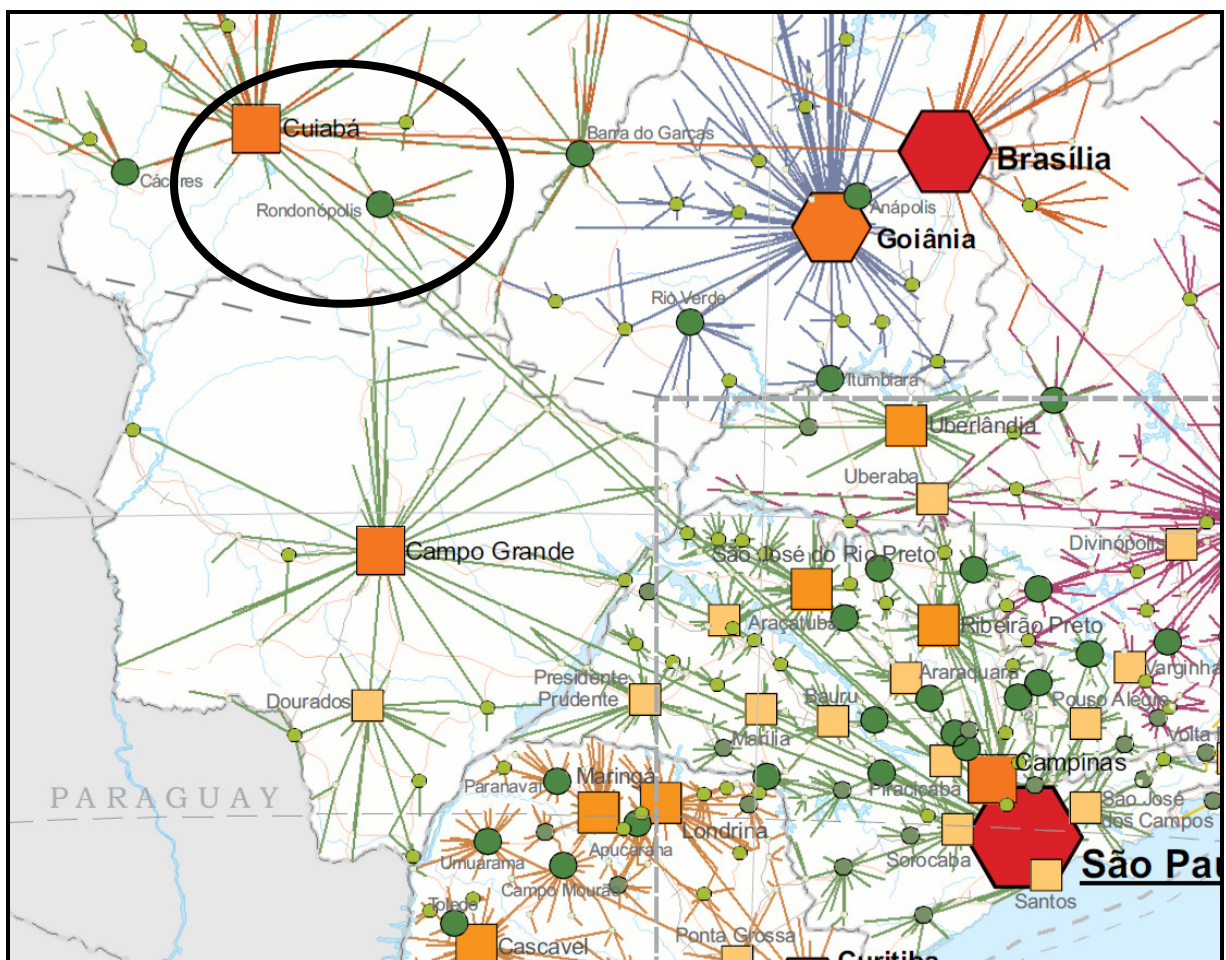 Cuiabá
Barra do Garças
Brasília
Cáceres
Rondonópolis
Anápolis
Goiânia
Rio Verde
Itumbiara
Uberlândia
Uberaba
Campo Grande
Divinópolis
São José do Rio Preto
Araçatuba
Ribeirão Preto
Araraquara
Varginha
Presidente
Prudente
Dourados
Bauru
Pouso Alegre
Marília
Volta
Campinas
Paranavaí
Maringá
Piracicaba
PARAGUAY
São José
dos Campos
Londrina
Apucarana
Umuarama
Sorocaba
São Pau
Campo Mourão
Santos
Toledo
Cascavel
Ponta Grossa
Curitiba